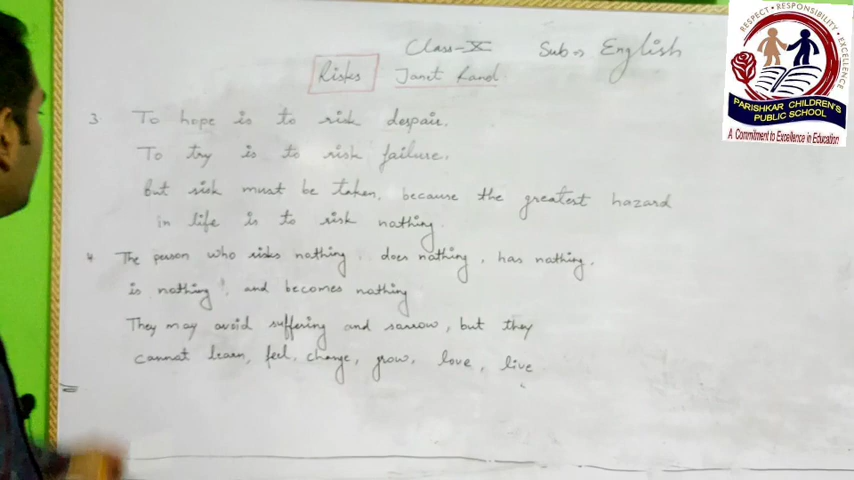 Class-X Sub⇒ English
Risks Janet Rand
3 To hope is to risk despair.
To try is to risk failure.
But risk must be taken, because the greatest hazard
in life is to risk nothing.
4 The person who risks nothing, does nothing, has nothing,
is nothing, and becomes nothing
They may avoid suffering and sarrow, but they
cannat learn, feel, change, grow, love, live
RESPECT • RESPONSIBILITY • EXCELLENCE
PARISHKAR CHILDREN'S
PUBLIC SCHOOL
A Commitment to Excellence in Education